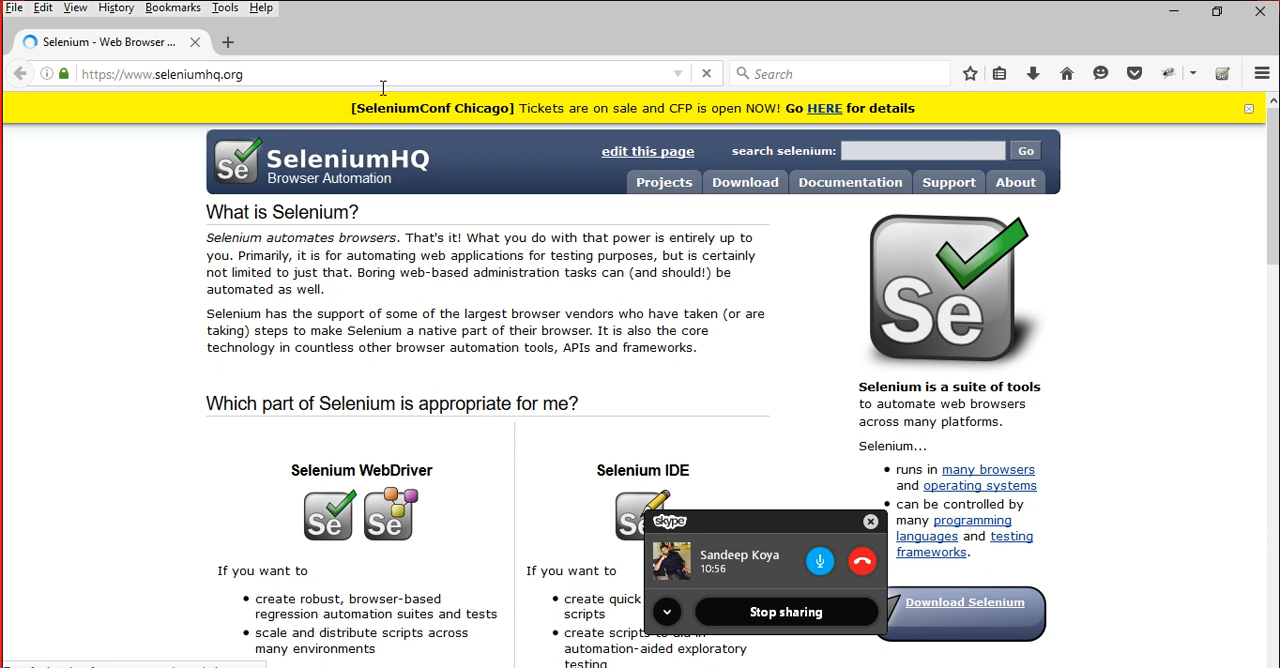 File Edit View History Bookmarks Tools Help
Selenium - Web Browser ...
https://www.seleniumhq.org
Search
[SeleniumConf Chicago] Tickets are on sale and CFP is open NOW! Go HERE for details
Se
SeleniumHQ
Browser Automation
edit this page
search selenium:
Go
Projects
Download
Documentation
Support
About
What is Selenium?
Selenium automates browsers. That's it! What you do with that power is entirely up to
you. Primarily, it is for automating web applications for testing purposes, but is certainly
not limited to just that. Boring web-based administration tasks can (and should!) be
automated as well.
Selenium has the support of some of the largest browser vendors who have taken (or are
taking) steps to make Selenium a native part of their browser. It is also the core
technology in countless other browser automation tools, APIs and frameworks.
Which part of Selenium is appropriate for me?
Selenium WebDriver
Se
Se
If you want to
create robust, browser-based
regression automation suites and tests
scale and distribute scripts across
many environments
Selenium IDE
If you want to
create quick
scripts
create scripts to aid in
automation-aided exploratory
testing
Se
Selenium is a suite of tools
to automate web browsers
across many platforms.
Selenium...
runs in many browsers
and operating systems
can be controlled by
many programming
languages and testing
frameworks.
Download Selenium
skype
Sandeep Koya
10:56
Stop sharing